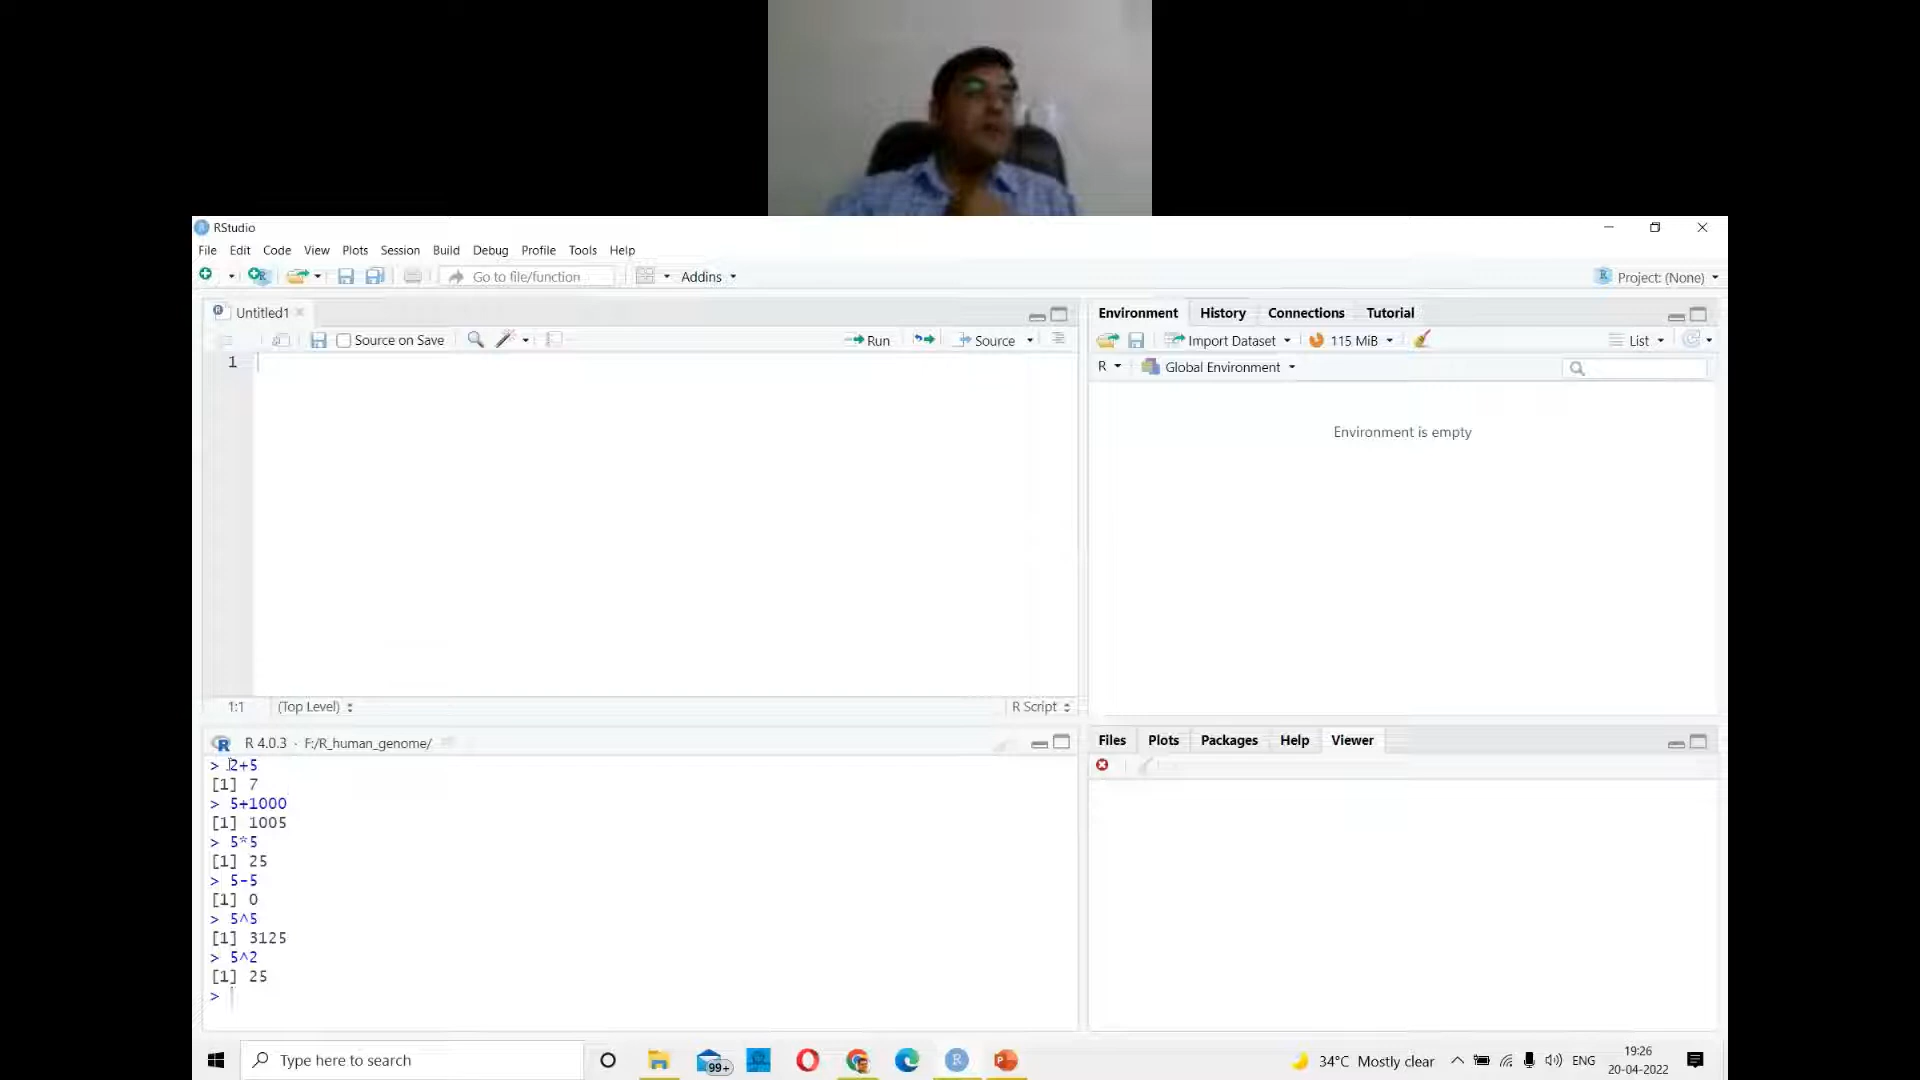 RStudio
File Edit Code View Plots Session Build Debug Profile Tools Help
Go to file/function Addins Project: (None)
Untitled1
Source on Save Run Source
1
1:1 (Top Level) R Script
R 4.0.3 · F:/R_human_genome/
> 2+5
[1] 7
> 5+1000
[1] 1005
> 5*5
[1] 25
> 5-5
[1] 0
> 5^5
[1] 3125
> 5^2
[1] 25
>
Environment History Connections Tutorial
Import Dataset 115 MiB List
R Global Environment
Environment is empty
Files Plots Packages Help Viewer
Type here to search
99+
34°C Mostly clear ENG
19:26
20-04-2022